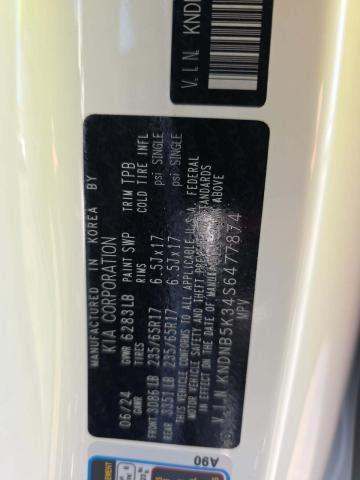 V.I.N. KNDN
MANUFACTURED IN KOREA BY
KIA CORPORATION
06/24 GVWR 6283LB PAINT SWP TRIM TPB
GAWR TIRES RIMS COLD TIRE INFL
FRONT 3086LB 235/65R17 6.5Jx17 psi SINGLE
REAR 3351LB 235/65R17 6.5Jx17 psi SINGLE
THIS VEHICLE CONFORMS TO ALL APPLICABLE U.S.A. FEDERAL
MOTOR VEHICLE SAFETY AND THEFT PREVENTION STANDARDS
IN EFFECT ON THE DATE OF MANUFACTURE SHOWN ABOVE
V.I.N KNDNB5K34S6477874
MPV
A90